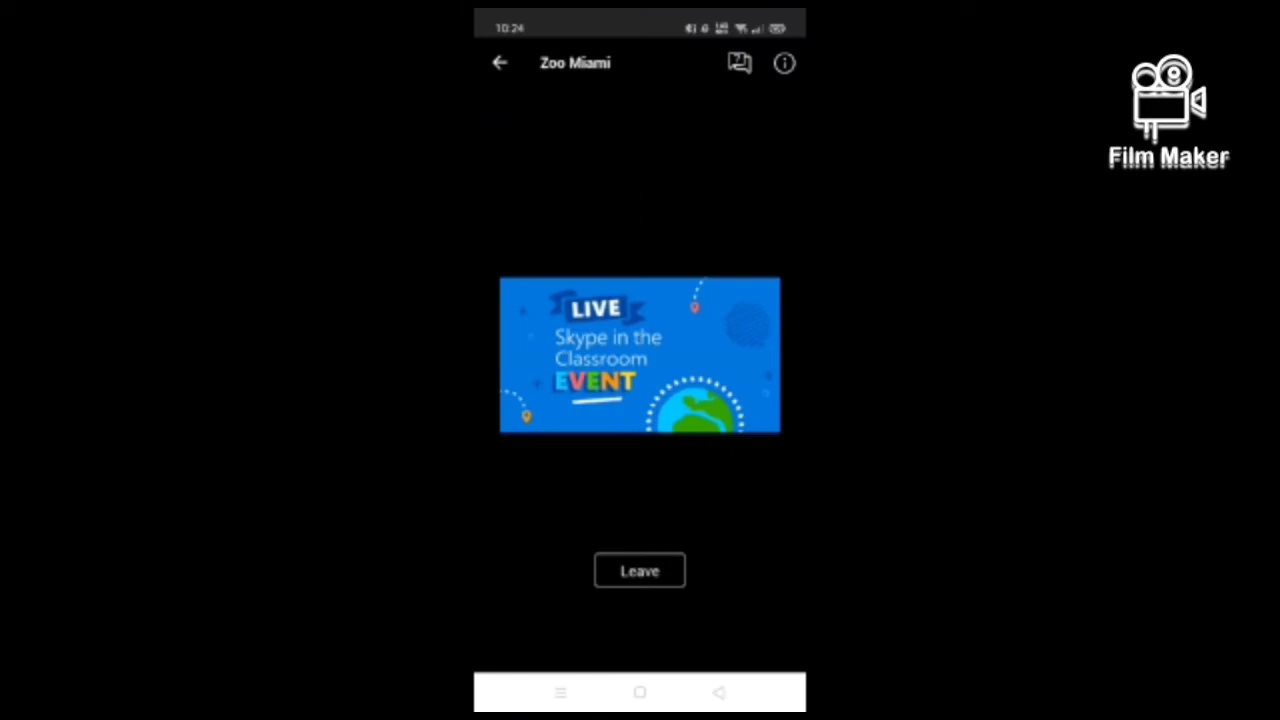 10:24
Zoo Miami
Film Maker
LIVE
Skype in the
Classroom
EVENT
Leave